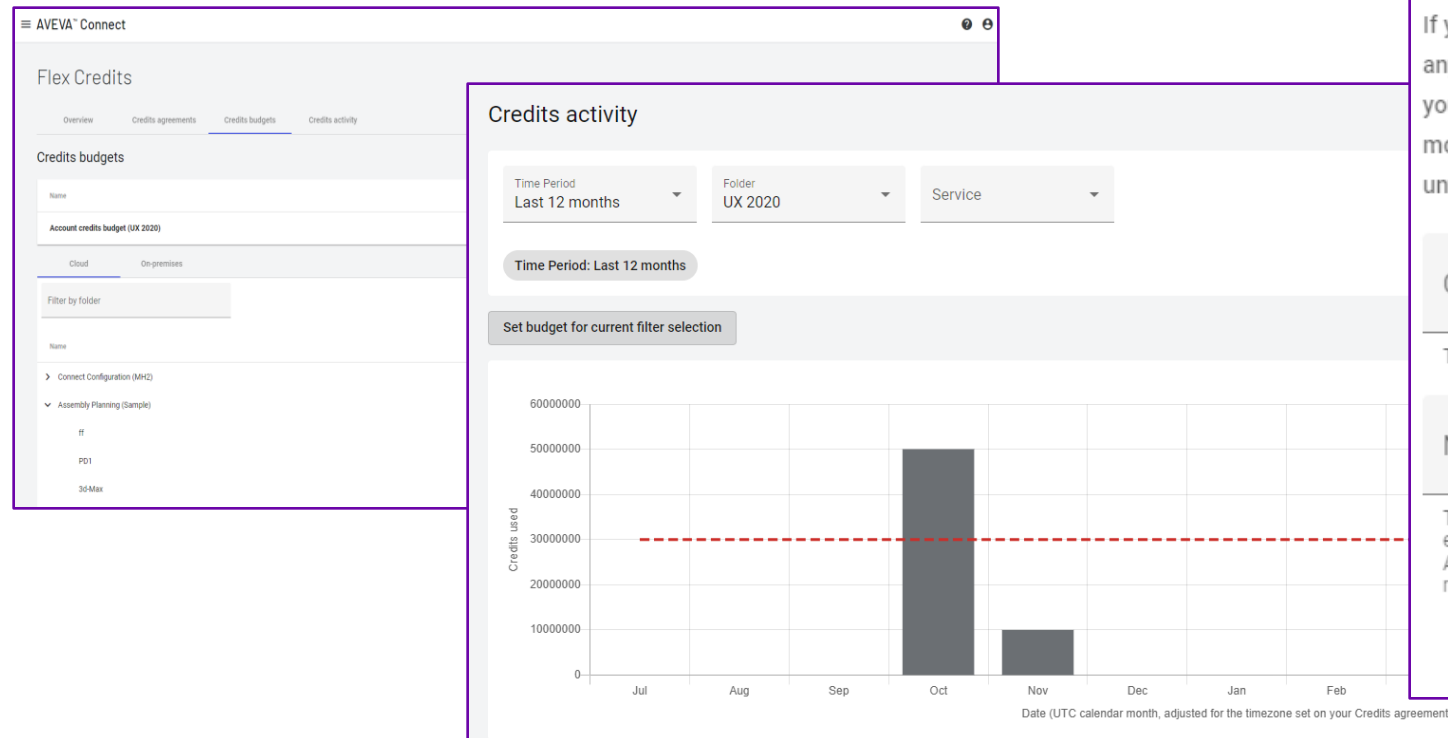 AVEVA™ Connect
Flex Credits
Overview Credits agreements Credits budgets Credits activity
Credits budgets
Name
Account credits budget (UX 2020)
Cloud On-premises
Filter by folder
Name
Connect Configuration (MH2)
Assembly Planning (Sample)
ff
PD1
3d-Max
Credits activity
Time Period Folder
Last 12 months UX 2020 Service
Time Period: Last 12 months
Set budget for current filter selection
60000000
50000000
40000000
30000000
20000000
10000000
0
Credits used
Jul Aug Sep Oct Nov Dec Jan Feb
Date (UTC calendar month, adjusted for the timezone set on your Credits agreement
If